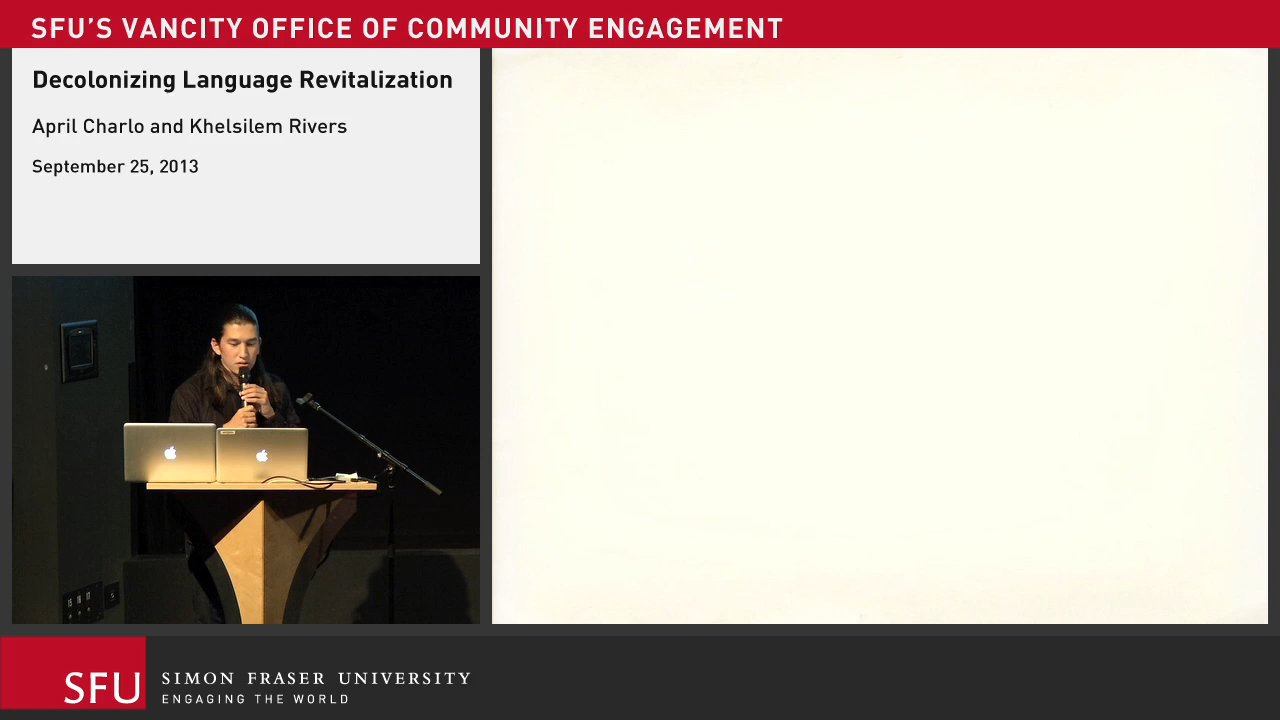 SFU'S VANCITY OFFICE OF COMMUNITY ENGAGEMENT
Decolonizing Language Revitalization
April Charlo and Khelsilem Rivers
September 25, 2013
SFU
SIMON FRASER UNIVERSITY
ENGAGING THE WORLD